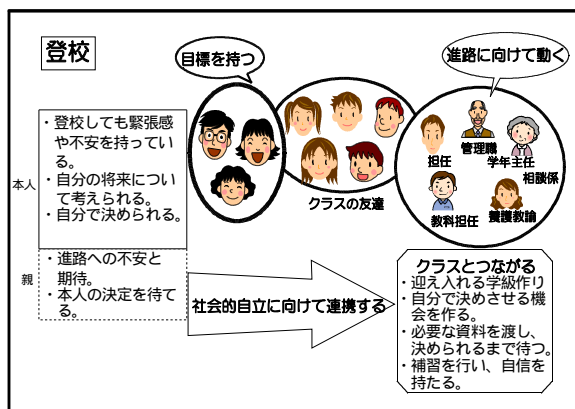 登校
目標を持つ
進路に向けて動く
本人
・登校しても緊張感
や不安を持ってい
る。
・自分の将来につい
て考えられる。
・自分で決められる。
クラスの友達
担任
管理職
学年主任
相談係
教科担任
養護教諭
親
・進路への不安と
期待。
・本人の決定を待て
る。
社会的自立に向けて連携する
クラスとつながる
・迎え入れる学級作り
・自分で決めさせる機
会を作る。
・必要な資料を渡し、
決められるまで待つ。
・補習を行い、自信を
持たる。